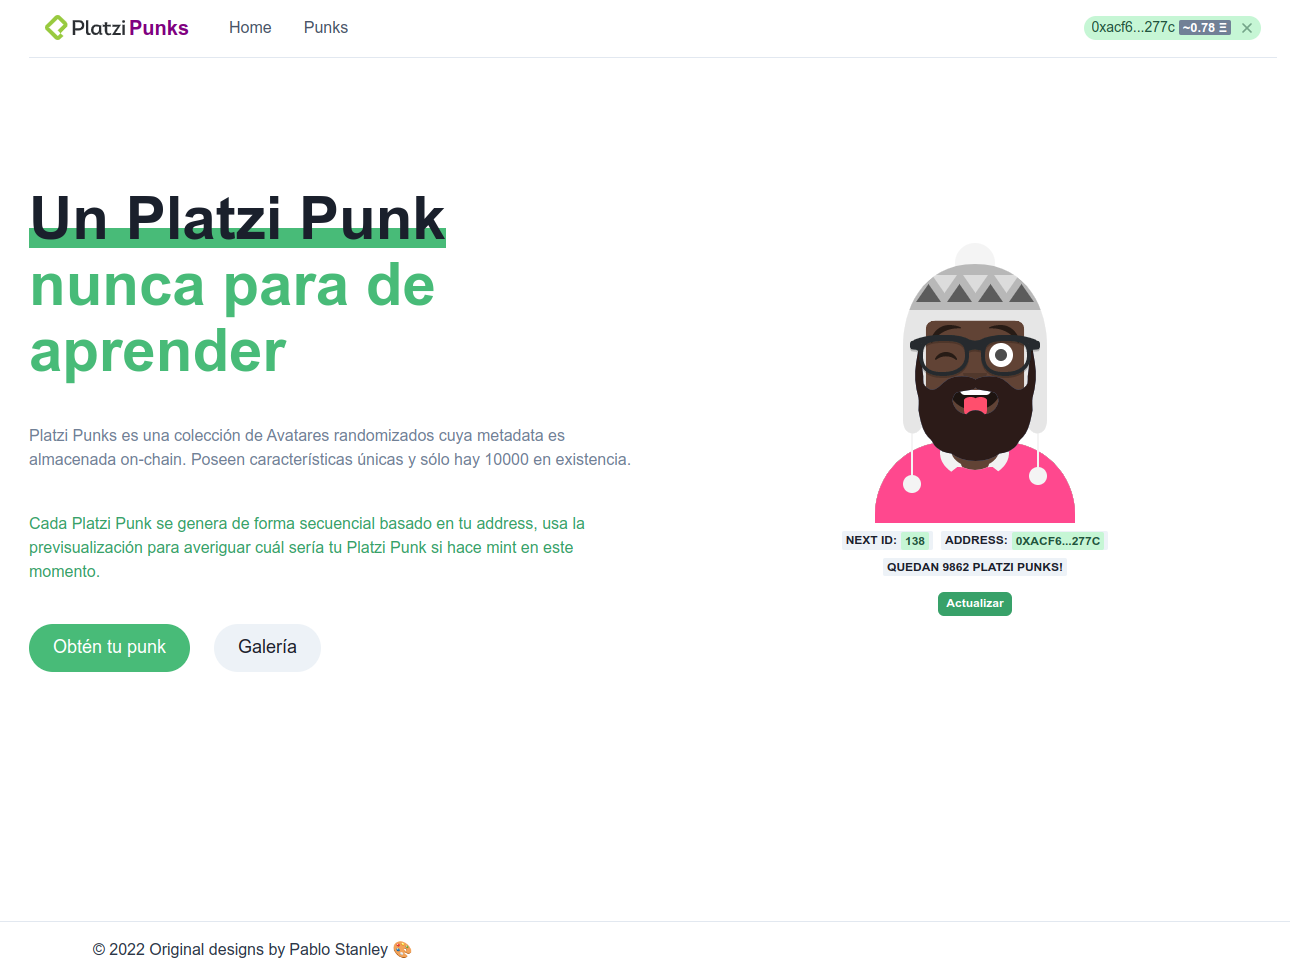 Platzi Punks
Home
Punks
0xacf6...277c ~0.78 Ξ
Un Platzi Punk
nunca para de
aprender
Platzi Punks es una colección de Avatares randomizados cuya metadata es
almacenada on-chain. Poseen características únicas y sólo hay 10000 en existencia.
Cada Platzi Punk se genera de forma secuencial basado en tu address, usa la
previsualización para averiguar cuál sería tu Platzi Punk si hace mint en este
momento.
Obtén tu punk
Galería
NEXT ID: 138
ADDRESS: 0XACF6...277C
QUEDAN 9862 PLATZI PUNKS!
Actualizar
© 2022 Original designs by Pablo Stanley 🎨